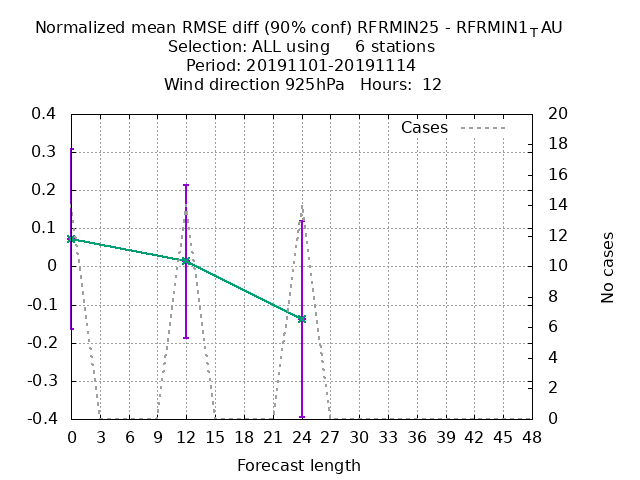 Normalized mean RMSE diff (90% conf) RFRMIN25 - RFRMIN1TAU
Selection: ALL using     6 stations
Period: 20191101-20191114
Wind direction 925hPa   Hours:  12
Cases
0.4
0.3
0.2
0.1
0
-0.1
-0.2
-0.3
-0.4
20
18
16
14
12
10
8
6
4
2
0
No cases
0 3 6 9 12 15 18 21 24 27 30 33 36 39 42 45 48
Forecast length